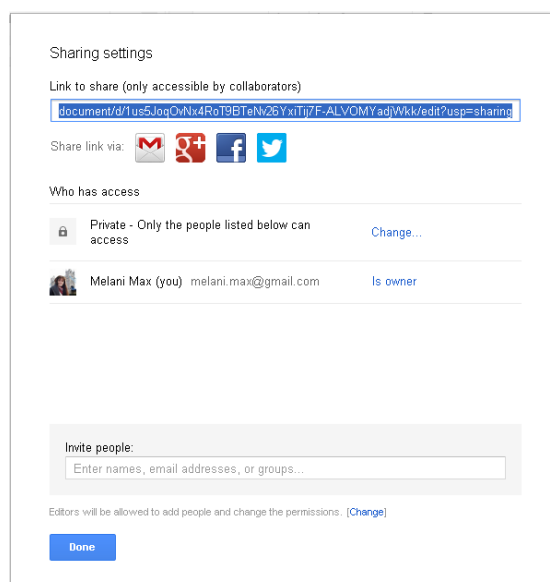 Sharing settings
Link to share (only accessible by collaborators)
document/d/1us5JoqOvNx4RoT9BTeNv26YxiTij7F-ALVOMYadjWkk/edit?usp=sharing
Share link via:
Who has access
Private - Only the people listed below can
access
Change...
Melani Max (you) melani.max@gmail.com
Is owner
Invite people:
Enter names, email addresses, or groups...
Editors will be allowed to add people and change the permissions. [Change]
Done